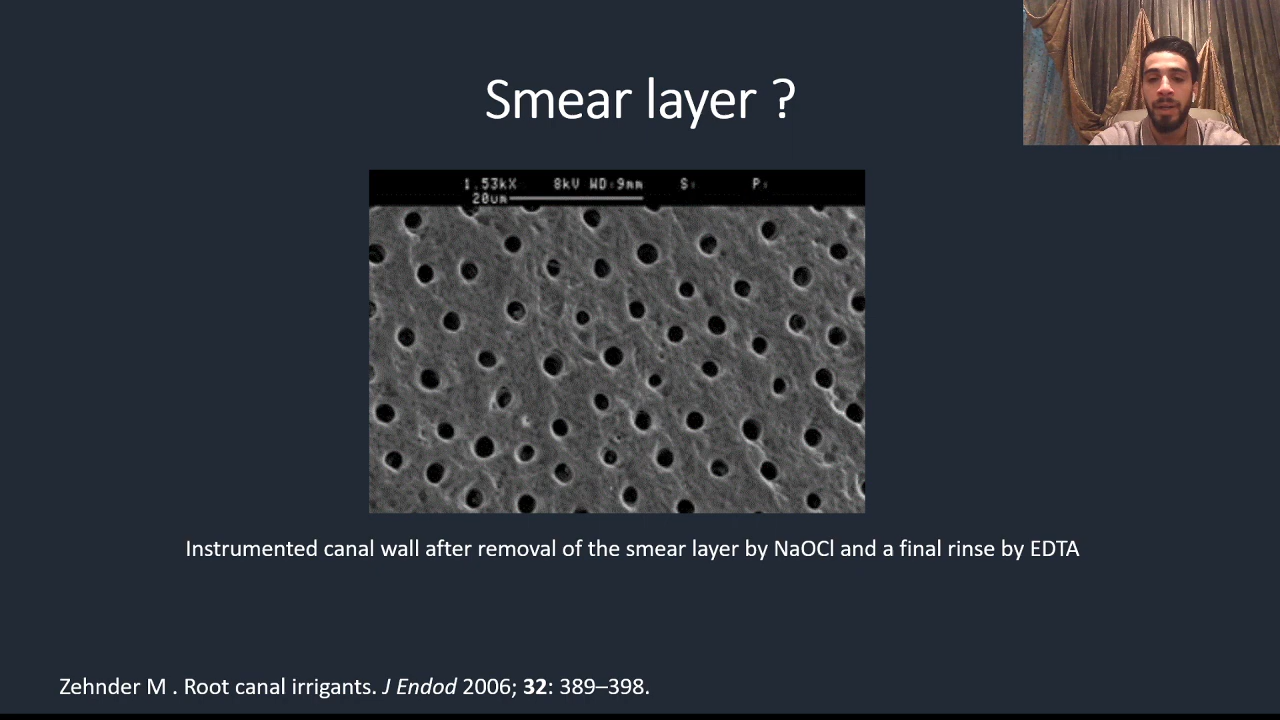 Smear layer ?
1.53kX 8kV WD:9mm S: P:
20um
Instrumented canal wall after removal of the smear layer by NaOCl and a final rinse by EDTA
Zehnder M . Root canal irrigants. J Endod 2006; 32: 389–398.